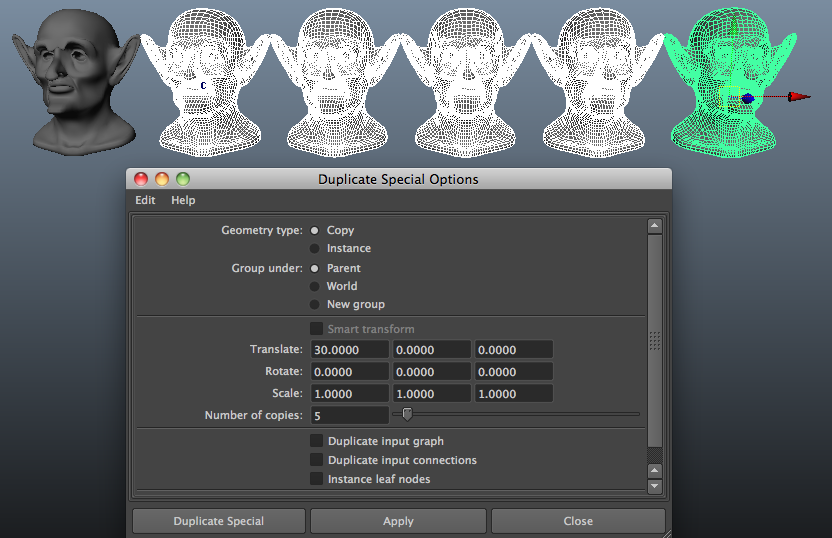 c
Duplicate Special Options
Edit Help
Geometry type: Copy
Instance
Group under: Parent
World
New group
Smart transform
Translate: 30.0000 0.0000 0.0000
Rotate: 0.0000 0.0000 0.0000
Scale: 1.0000 1.0000 1.0000
Number of copies: 5
Duplicate input graph
Duplicate input connections
Instance leaf nodes
Duplicate Special Apply Close